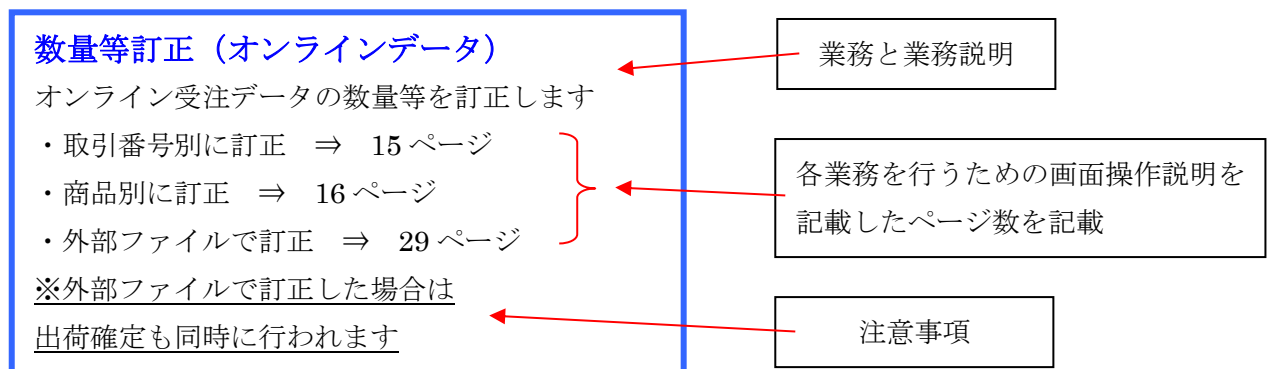 数量等訂正（オンラインデータ）
オンライン受注データの数量等を訂正します
・取引番号別に訂正　⇒　15 ページ
・商品別に訂正　⇒　16 ページ
・外部ファイルで訂正　⇒　29 ページ
※外部ファイルで訂正した場合は
出荷確定も同時に行われます
業務と業務説明
各業務を行うための画面操作説明を
記載したページ数を記載
注意事項